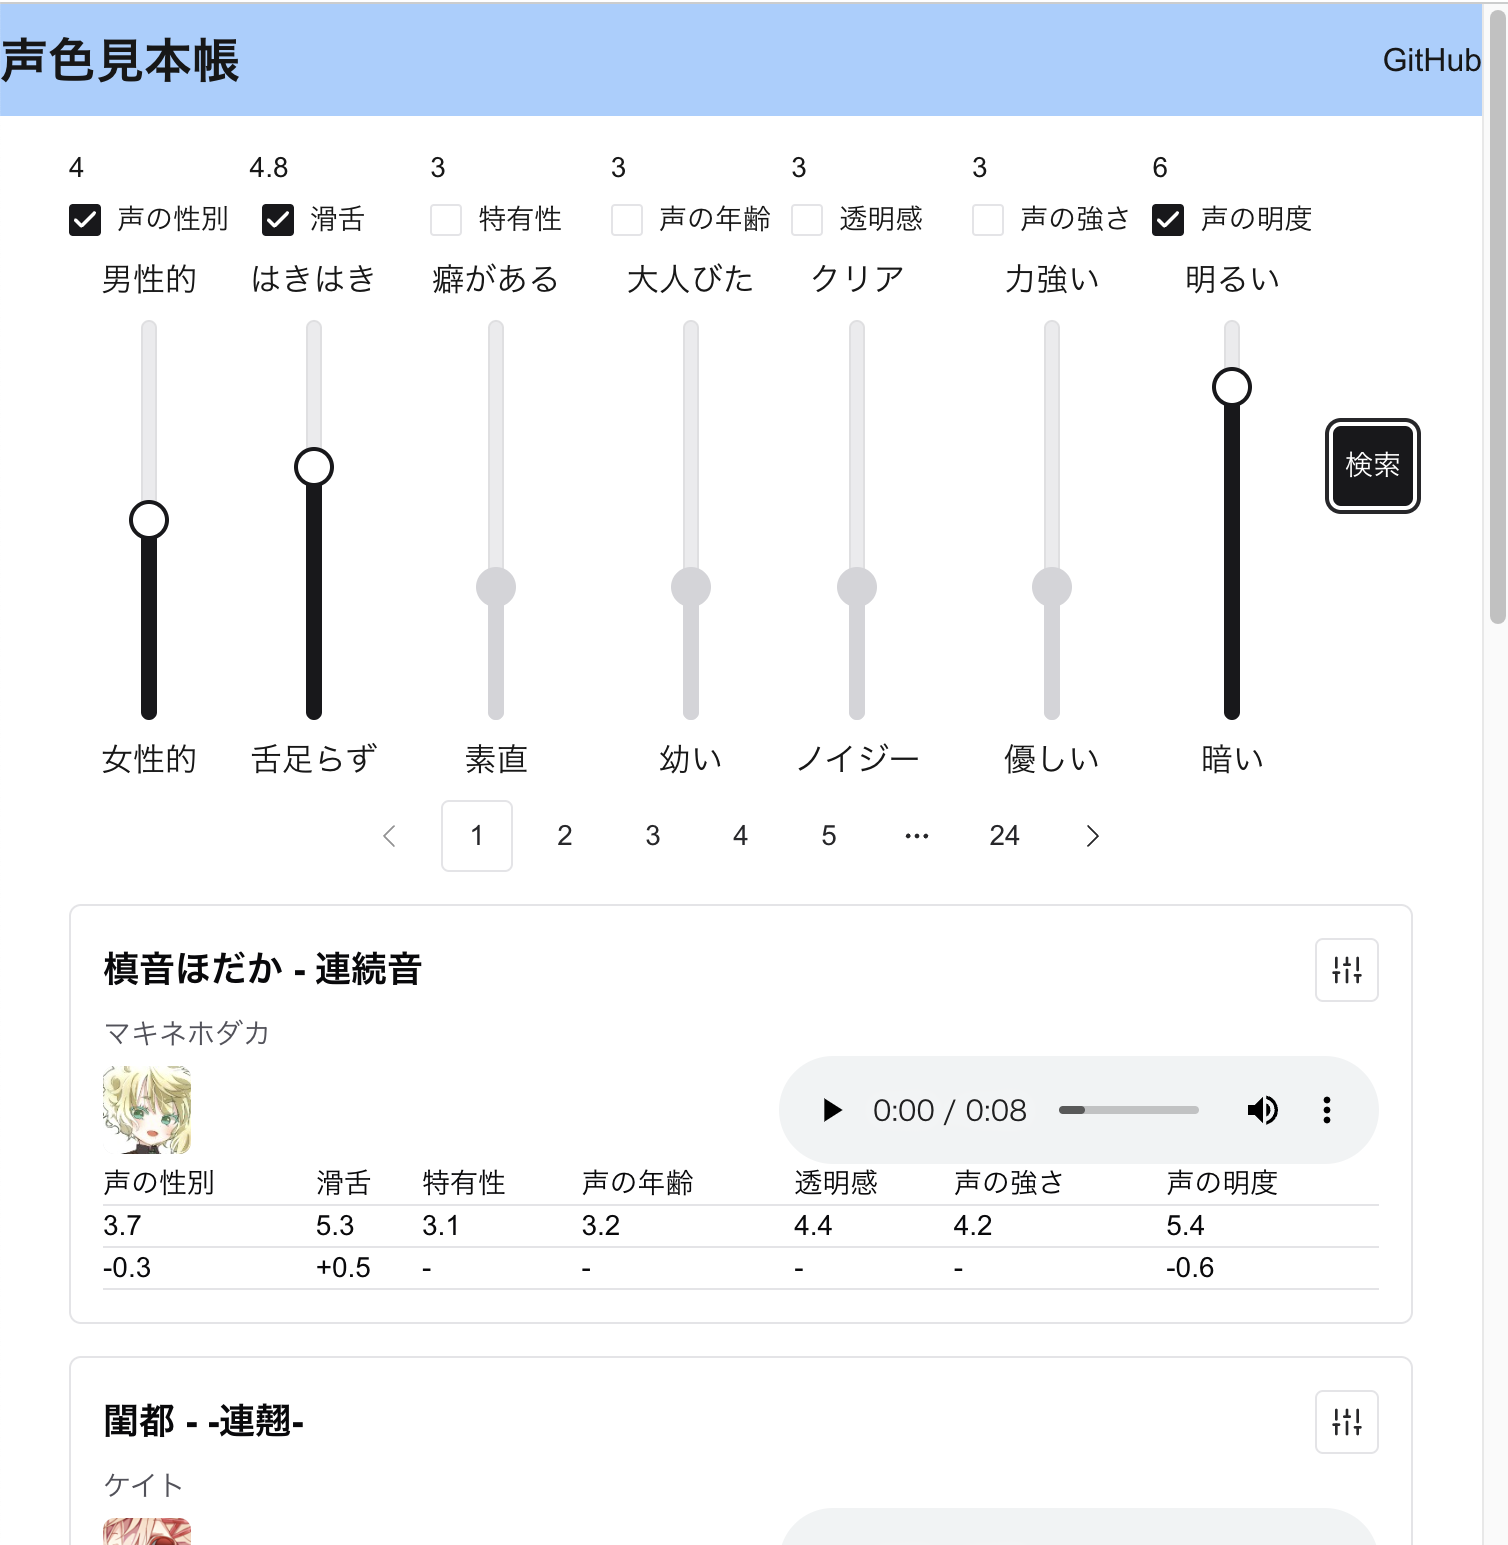 声色見本帳 GitHub
4 4.8 3 3 3 3 6
声の性別 滑舌 特有性 声の年齢 透明感 声の強さ 声の明度
男性的 はきはき 癖がある 大人びた クリア 力強い 明るい
検索
女性的 舌足らず 素直 幼い ノイジー 優しい 暗い
1 2 3 4 5 ••• 24
槙音ほだか - 連続音
マキネホダカ
0:00 / 0:08
声の性別 滑舌 特有性 声の年齢 透明感 声の強さ 声の明度
3.7 5.3 3.1 3.2 4.4 4.2 5.4
-0.3 +0.5 - - - - -0.6
閨都 - -連翹-
ケイト